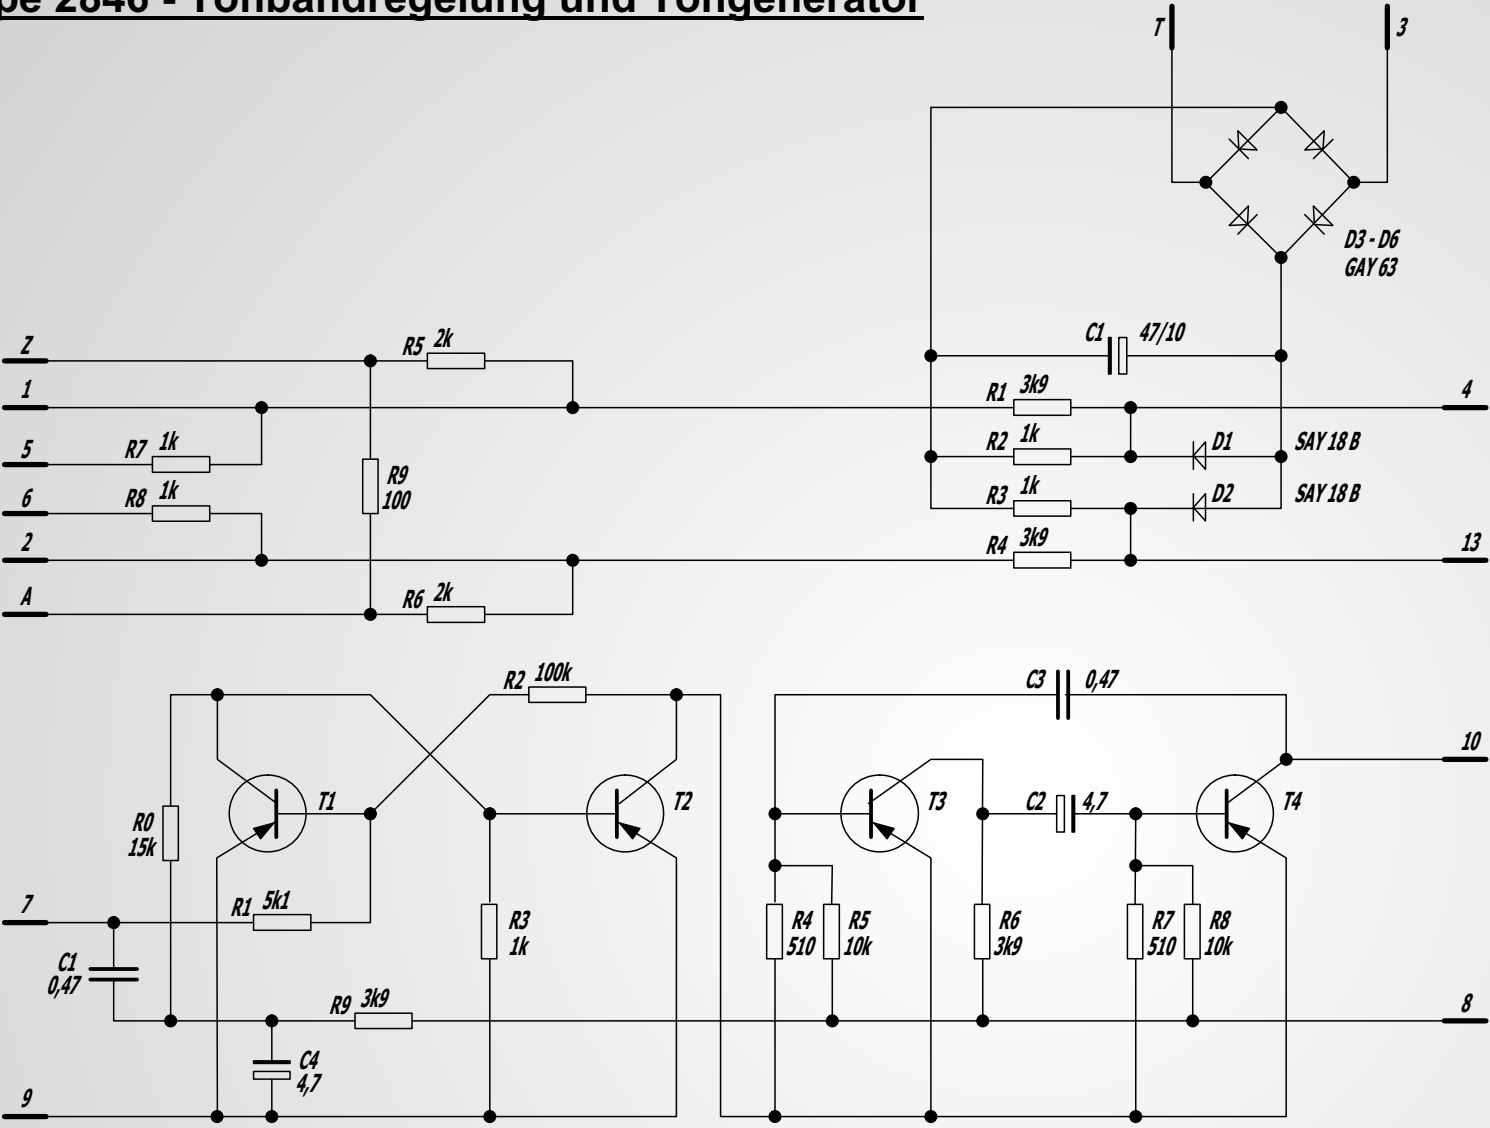 2846 - Tonbandregelung und Tongenerator
T
3
D3 - D6
GAY 63
C1 47/10
Z
R5 2k
1
R1 3k9
4
5
R7 1k
R2 1k
D1
SAY 18 B
R9
100
6
R8 1k
R3 1k
D2
SAY 18 B
2
R4 3k9
13
A
R6 2k
R2 100k
C3 0,47
10
T1
T2
T3
C2 4,7
T4
R0
15k
7
R1 5k1
R3
1k
R4
510
R5
10k
R6
3k9
R7
510
R8
10k
C1
0,47
R9 3k9
8
C4
4,7
9